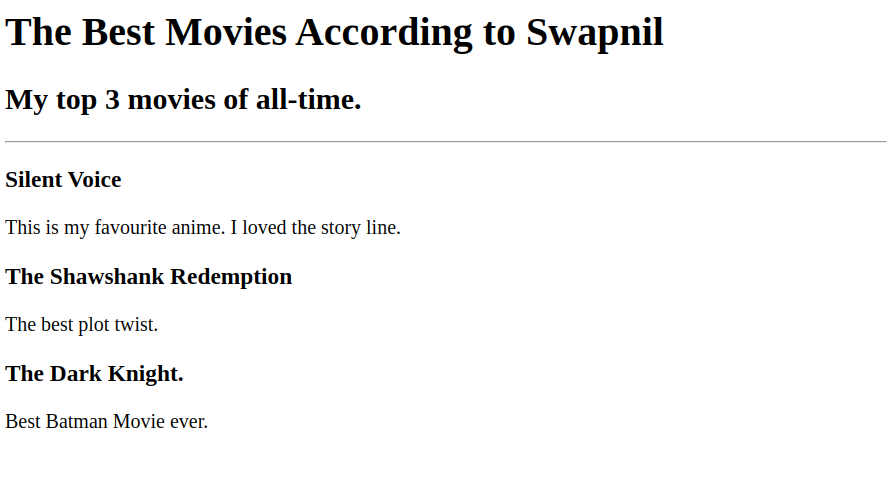 The Best Movies According to Swapnil
My top 3 movies of all-time.
Silent Voice
This is my favourite anime. I loved the story line.
The Shawshank Redemption
The best plot twist.
The Dark Knight.
Best Batman Movie ever.